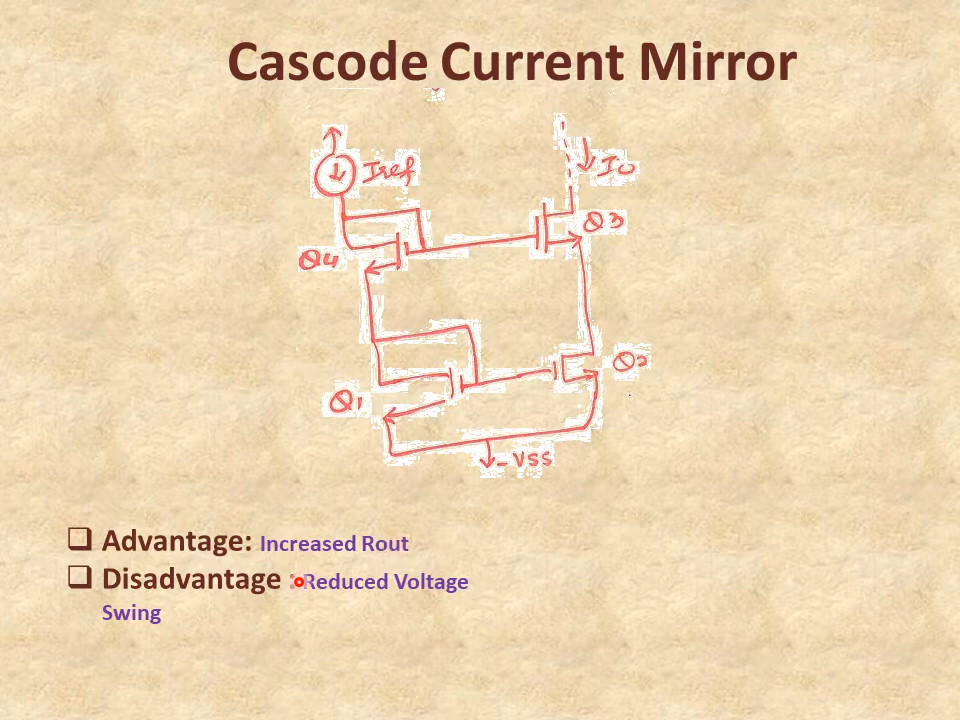 Cascode Current Mirror
Iref
Io
Q3
Q4
Q2
Q1
-VSS
Advantage: Increased Rout
Disadvantage : Reduced Voltage
Swing